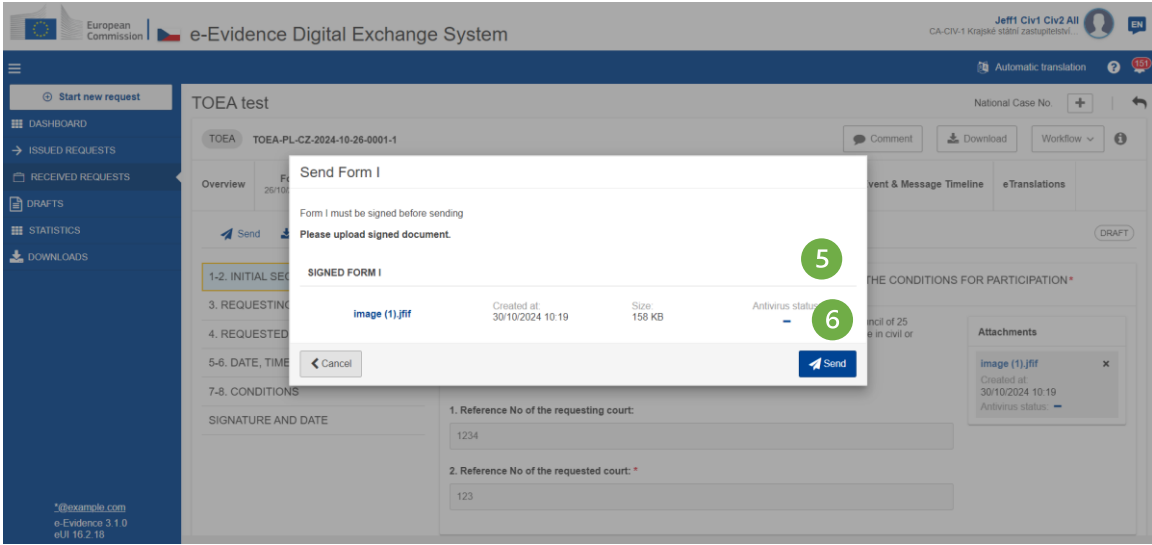 European
Commission
e-Evidence Digital Exchange System
Jeff1 Civ1 Civ2 All
CA-CIV-1 Krajské státní zastupitelství...
EN
Automatic translation
?
151
Start new request
DASHBOARD
ISSUED REQUESTS
RECEIVED REQUESTS
DRAFTS
STATISTICS
DOWNLOADS
*@example.com
e-Evidence 3.1.0
eUI 16.2.18
TOEA test
National Case No.
TOEA TOEA-PL-CZ-2024-10-26-0001-1
Comment
Download
Workflow
Overview
vent & Message Timeline
eTranslations
Send
DRAFT
1-2. INITIAL SEC
3. REQUESTING
4. REQUESTED
5-6. DATE, TIME
7-8. CONDITIONS
SIGNATURE AND DATE
Send Form I
Form I must be signed before sending
Please upload signed document.
SIGNED FORM I
5
image (1).jfif
Created at:
30/10/2024 10:19
Size:
158 KB
Antivirus status
6
Cancel
Send
THE CONDITIONS FOR PARTICIPATION*
ncil of 25
e in civil or
1. Reference No of the requesting court:
1234
2. Reference No of the requested court: *
123
Attachments
image (1).jfif
x
Created at:
30/10/2024 10:19
Antivirus status: